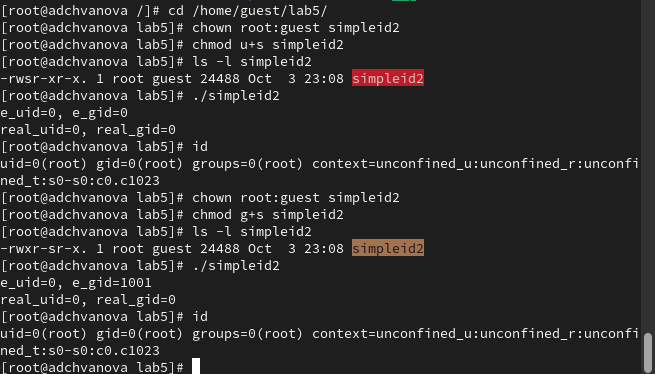 [root@adchvanova /]# cd /home/guest/lab5/
[root@adchvanova lab5]# chown root:guest simpleid2
[root@adchvanova lab5]# chmod u+s simpleid2
[root@adchvanova lab5]# ls -l simpleid2
-rwsr-xr-x. 1 root guest 24488 Oct  3 23:08 simpleid2
[root@adchvanova lab5]# ./simpleid2
e_uid=0, e_gid=0
real_uid=0, real_gid=0
[root@adchvanova lab5]# id
uid=0(root) gid=0(root) groups=0(root) context=unconfined_u:unconfined_r:unconfi
ned_t:s0-s0:c0.c1023
[root@adchvanova lab5]# chown root:guest simpleid2
[root@adchvanova lab5]# chmod g+s simpleid2
[root@adchvanova lab5]# ls -l simpleid2
-rwxr-sr-x. 1 root guest 24488 Oct  3 23:08 simpleid2
[root@adchvanova lab5]# ./simpleid2
e_uid=0, e_gid=1001
real_uid=0, real_gid=0
[root@adchvanova lab5]# id
uid=0(root) gid=0(root) groups=0(root) context=unconfined_u:unconfined_r:unconfi
ned_t:s0-s0:c0.c1023
[root@adchvanova lab5]#